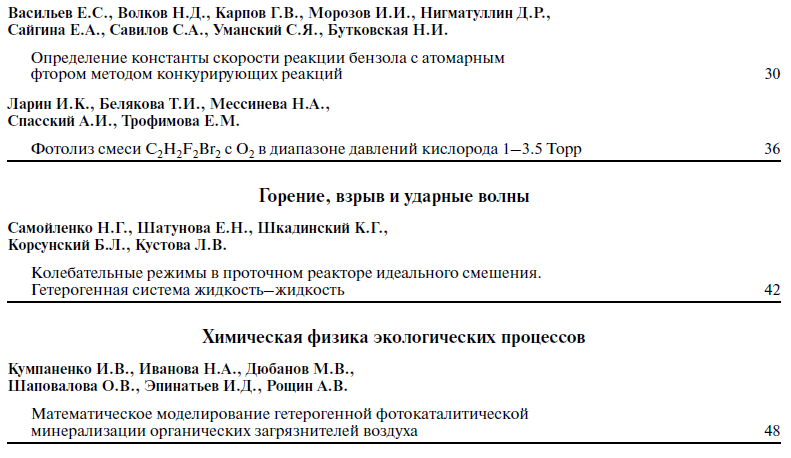 Васильев Е.С., Волков Н.Д., Карпов Г.В., Морозов И.И., Нигматуллин Д.Р.,
Сайгина Е.А., Савилов С.А., Уманский С.Я., Бутковская Н.И.
Определение константы скорости реакции бензола с атомарным
фтором методом конкурирующих реакций 30
Ларин И.К., Белякова Т.И., Мессинева Н.А.,
Спасский А.И., Трофимова Е.М.
Фотолиз смеси C₂H₂F₂Br₂ с O₂ в диапазоне давлений кислорода 1–3.5 Торр 36
Горение, взрыв и ударные волны
Самойленко Н.Г., Шатунова Е.Н., Шкадинский К.Г.,
Корсунский Б.Л., Кустова Л.В.
Колебательные режимы в проточном реакторе идеального смешения.
Гетерогенная система жидкость–жидкость 42
Химическая физика экологических процессов
Кумпаненко И.В., Иванова Н.А., Дюбанов М.В.,
Шаповалова О.В., Эпинатьев И.Д., Рощин А.В.
Математическое моделирование гетерогенной фотокаталитической
минерализации органических загрязнителей воздуха 48